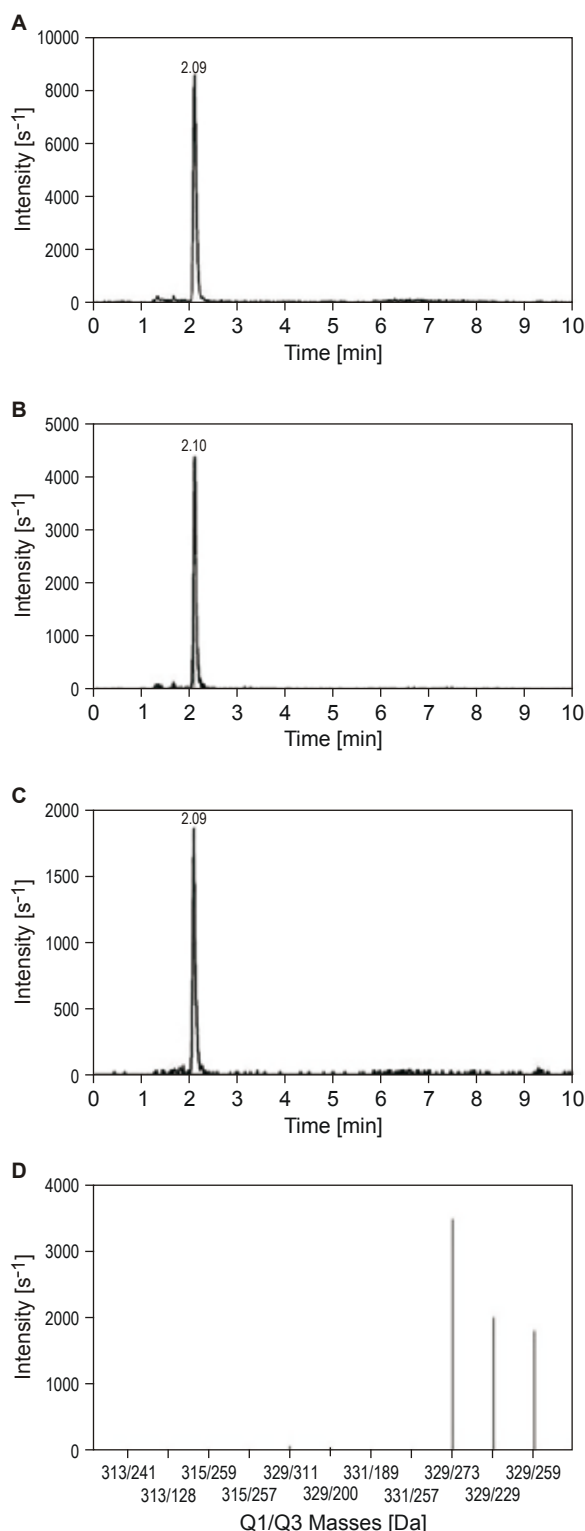 A
10000
8000
6000
4000
2000
0
2.09
Intensity [s⁻¹]
0 1 2 3 4 5 6 7 8 9 10
Time [min]
B
5000
4000
3000
2000
1000
0
2.10
Intensity [s⁻¹]
0 1 2 3 4 5 6 7 8 9 10
Time [min]
C
2000
1500
1000
500
0
2.09
Intensity [s⁻¹]
0 1 2 3 4 5 6 7 8 9 10
Time [min]
D
4000
3000
2000
1000
0
Intensity [s⁻¹]
313/241 315/259 329/311 331/189 329/273 329/259
313/128 315/257 329/200 331/257 329/229
Q1/Q3 Masses [Da]